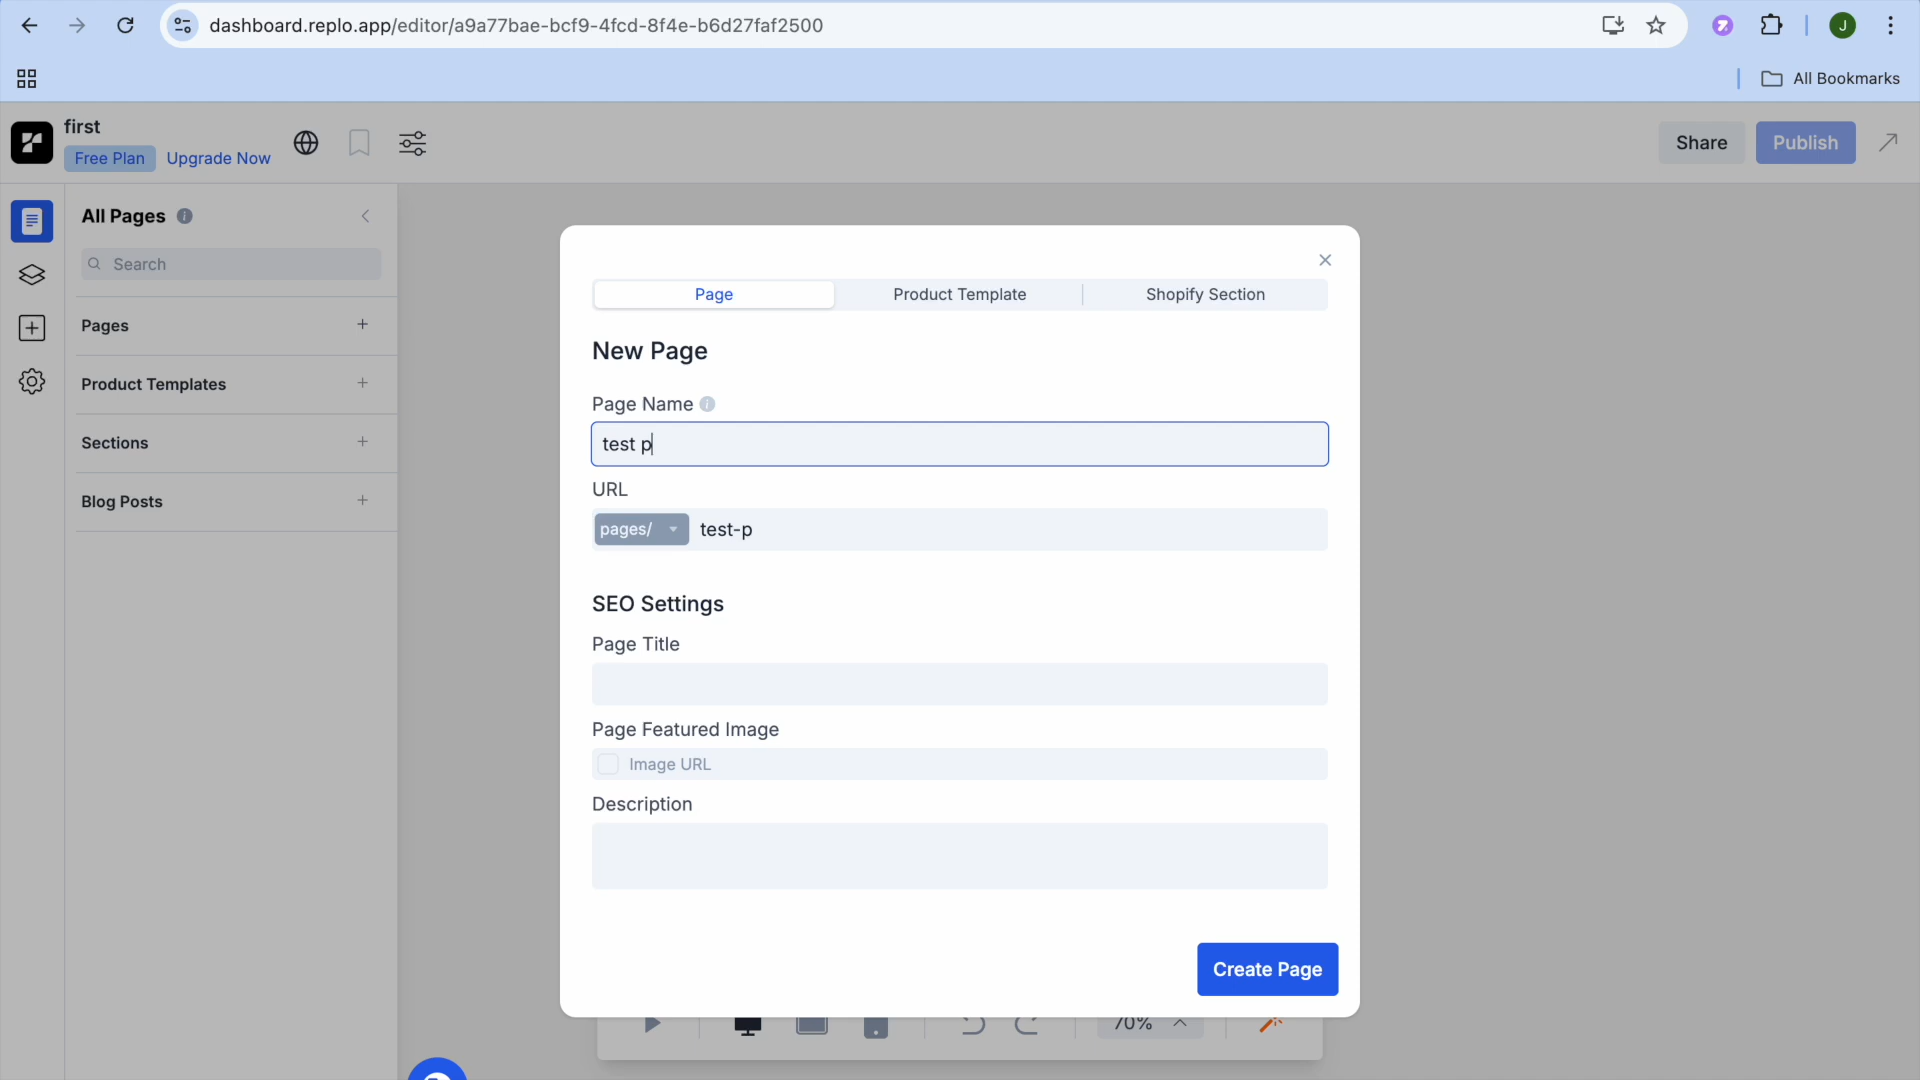 dashboard.replo.app/editor/a9a77bae-bcf9-4fcd-8f4e-b6d27faf2500
J
All Bookmarks
first
Free Plan
Upgrade Now
Share
Publish
All Pages
Search
Pages
Product Templates
Sections
Blog Posts
Page
Product Template
Shopify Section
New Page
Page Name
test p
URL
pages/
test-p
SEO Settings
Page Title
Page Featured Image
Image URL
Description
Create Page
70%